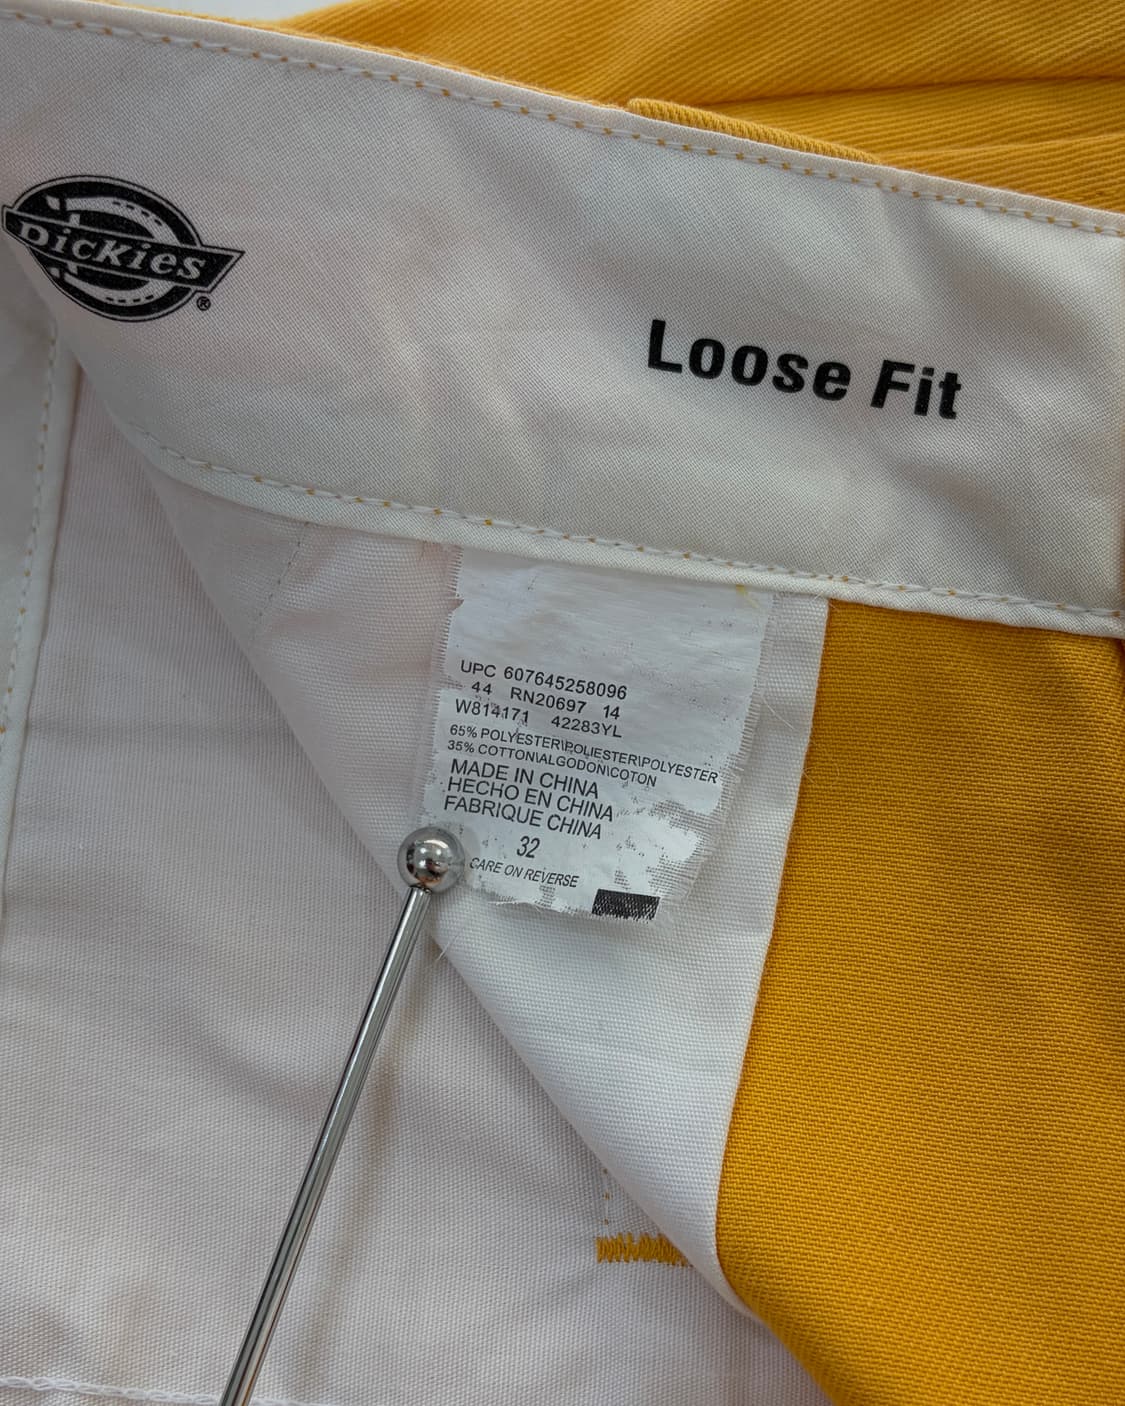 Dickies®
Loose Fit
UPC 607645258096
44 RN20697 14
W814171 42283YL
65% POLYESTER\POLIESTER\POLYESTER
35% COTTON\ALGODON\COTON
MADE IN CHINA
HECHO EN CHINA
FABRIQUE CHINA
32
CARE ON REVERSE